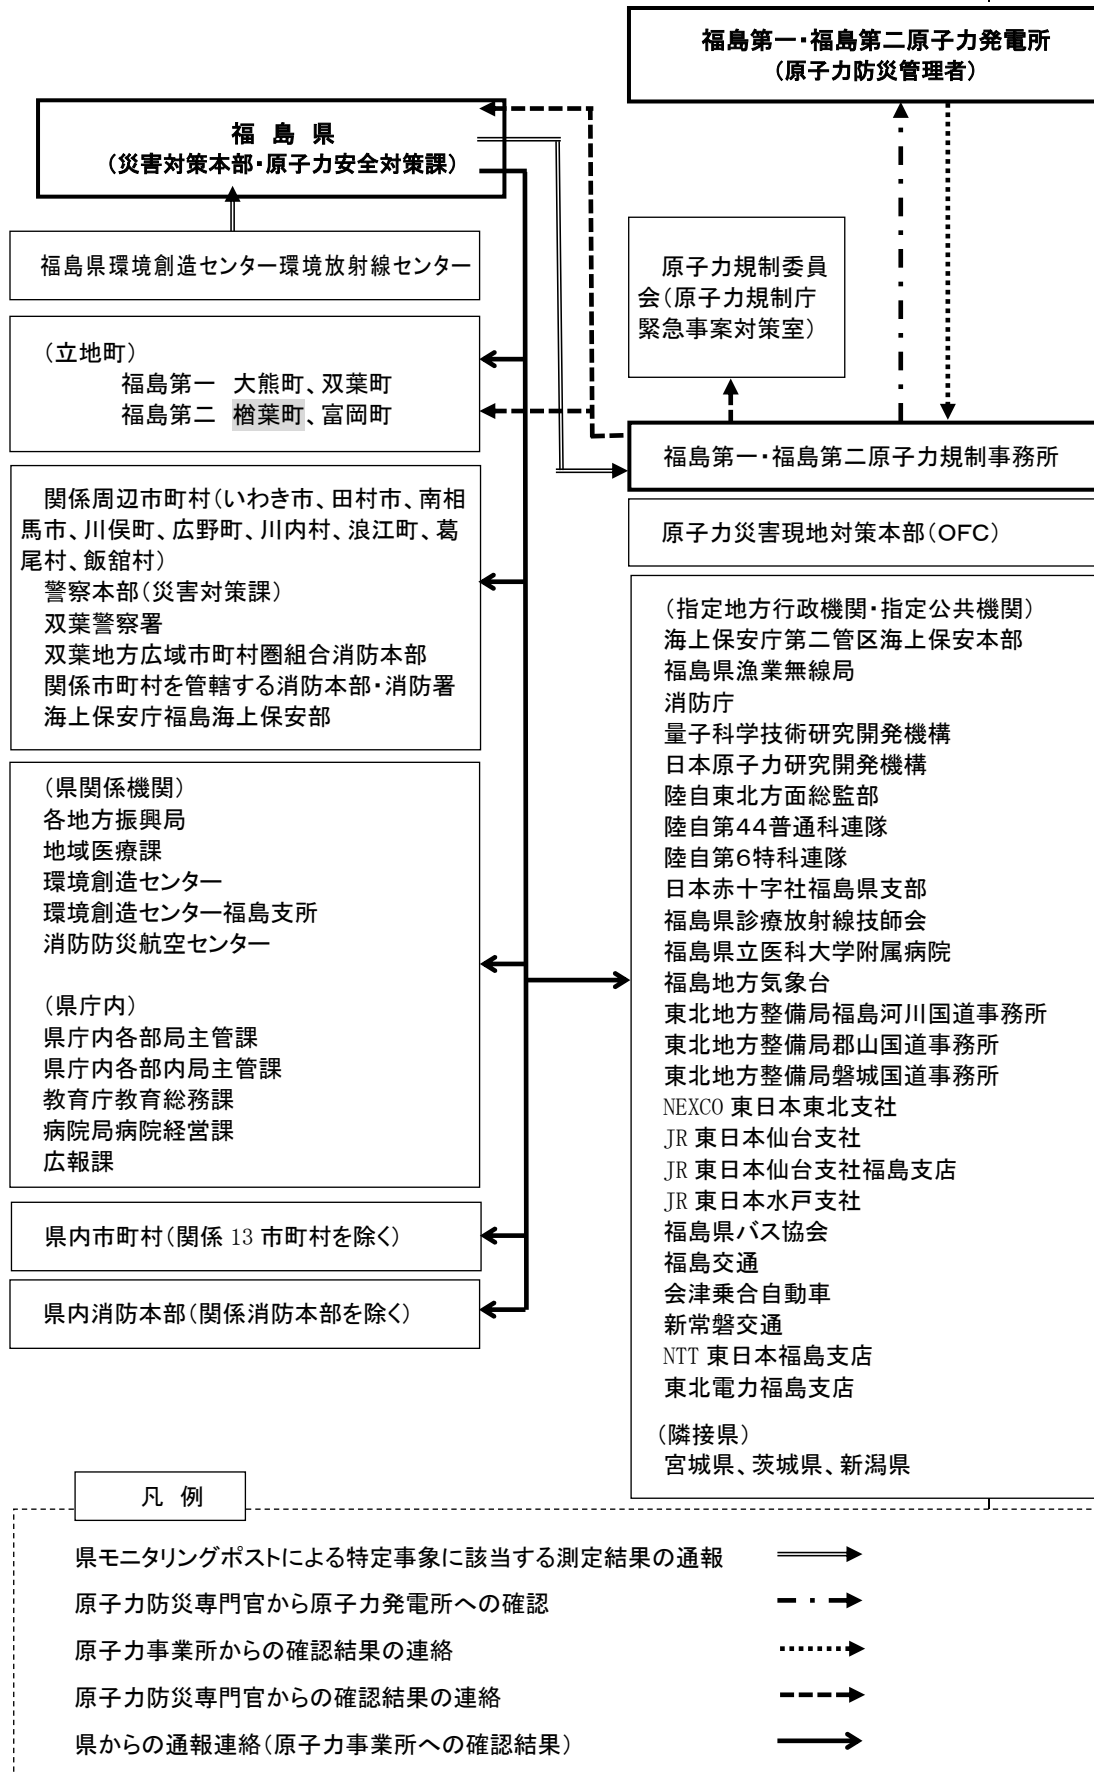 福島第一・福島第二原子力発電所
(原子力防災管理者)
福 島 県
(災害対策本部・原子力安全対策課)
福島県環境創造センター環境放射線センター
原子力規制委員
会(原子力規制庁
緊急事案対策室)
(立地町)
福島第一 大熊町、双葉町
福島第二 楢葉町、富岡町
福島第一・福島第二原子力規制事務所
関係周辺市町村(いわき市、田村市、南相
馬市、川俣町、広野町、川内村、浪江町、葛
尾村、飯舘村)
警察本部(災害対策課)
双葉警察署
双葉地方広域市町村圏組合消防本部
関係市町村を管轄する消防本部・消防署
海上保安庁福島海上保安部
原子力災害現地対策本部(OFC)
(県関係機関)
各地方振興局
地域医療課
環境創造センター
環境創造センター福島支所
消防防災航空センター
(県庁内)
県庁内各部局主管課
県庁内各部内局主管課
教育庁教育総務課
病院局病院経営課
広報課
県内市町村(関係 13 市町村を除く)
県内消防本部(関係消防本部を除く)
(指定地方行政機関・指定公共機関)
海上保安庁第二管区海上保安本部
福島県漁業無線局
消防庁
量子科学技術研究開発機構
日本原子力研究開発機構
陸自東北方面総監部
陸自第44普通科連隊
陸自第6特科連隊
日本赤十字社福島県支部
福島県診療放射線技師会
福島県立医科大学附属病院
福島地方気象台
東北地方整備局福島河川国道事務所
東北地方整備局郡山国道事務所
東北地方整備局磐城国道事務所
NEXCO 東日本東北支社
JR 東日本仙台支社
JR 東日本仙台支社福島支店
JR 東日本水戸支社
福島県バス協会
福島交通
会津乗合自動車
新常磐交通
NTT 東日本福島支店
東北電力福島支店
(隣接県)
宮城県、茨城県、新潟県
凡 例
県モニタリングポストによる特定事象に該当する測定結果の通報
原子力防災専門官から原子力発電所への確認
原子力事業所からの確認結果の連絡
原子力防災専門官からの確認結果の連絡
県からの通報連絡(原子力事業所への確認結果)